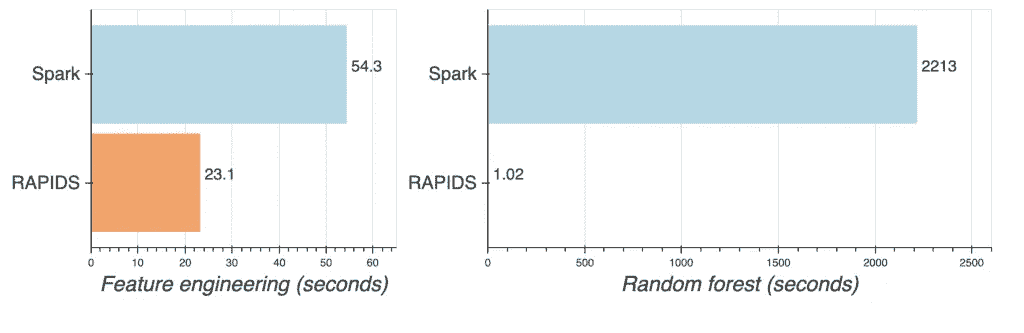 Spark
54.3
RAPIDS
23.1
0 10 20 30 40 50 60
Feature engineering (seconds)
Spark
2213
RAPIDS
1.02
0 500 1000 1500 2000 2500
Random forest (seconds)